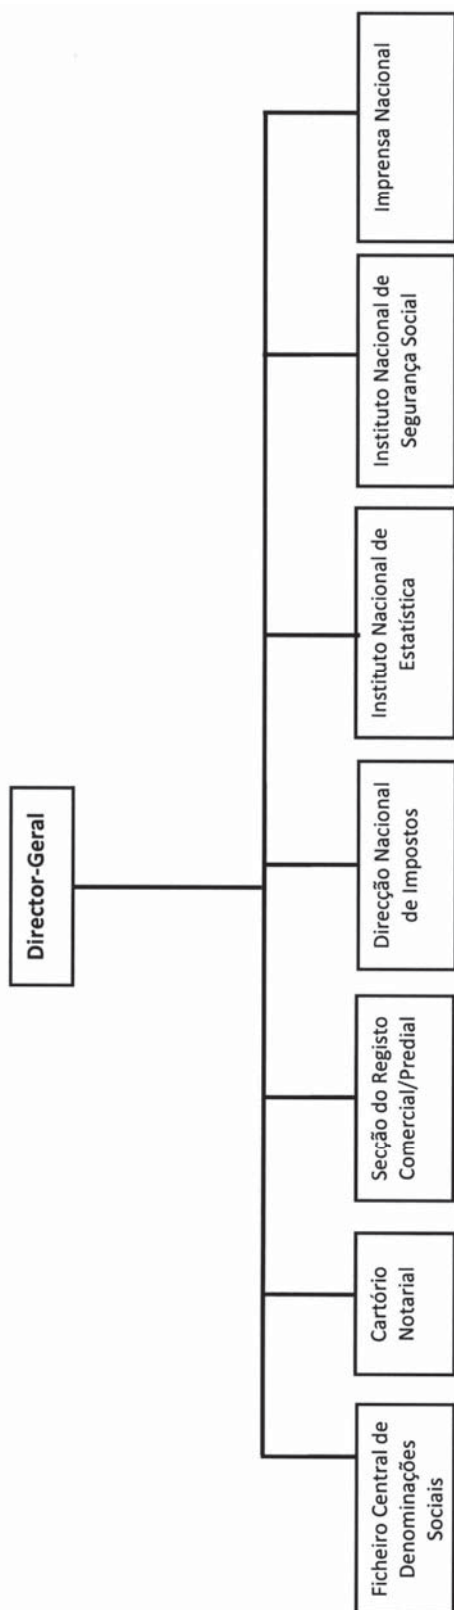 Director-Geral
Ficheiro Central de
Denominações
Sociais
Cartório
Notarial
Secção do Registo
Comercial/Predial
Direcção Nacional
de Impostos
Instituto Nacional de
Estatística
Instituto Nacional de
Segurança Social
Imprensa Nacional